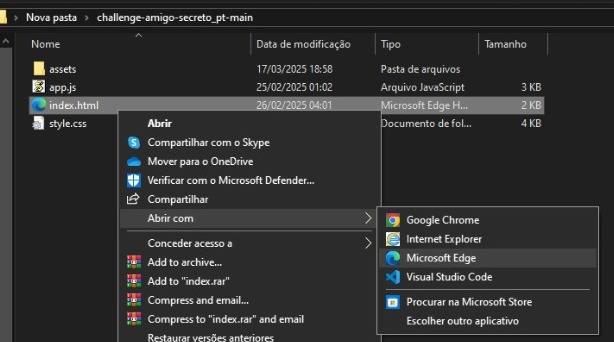 Nova pasta > challenge-amigo-secreto_pt-main
Nome Data de modificação Tipo Tamanho
assets 17/03/2025 18:58 Pasta de arquivos
app.js 25/02/2025 01:02 Arquivo JavaScript 3 KB
index.html 26/02/2025 04:01 Microsoft Edge H... 2 KB
style.css Documento de fol... 4 KB
Abrir
Compartilhar com o Skype
Mover para o OneDrive
Verificar com o Microsoft Defender...
Compartilhar
Abrir com
Conceder acesso a
Add to archive...
Add to "index.rar"
Compress and email...
Compress to "index.rar" and email
Restaurar versões anteriores
Google Chrome
Internet Explorer
Microsoft Edge
Visual Studio Code
Procurar na Microsoft Store
Escolher outro aplicativo